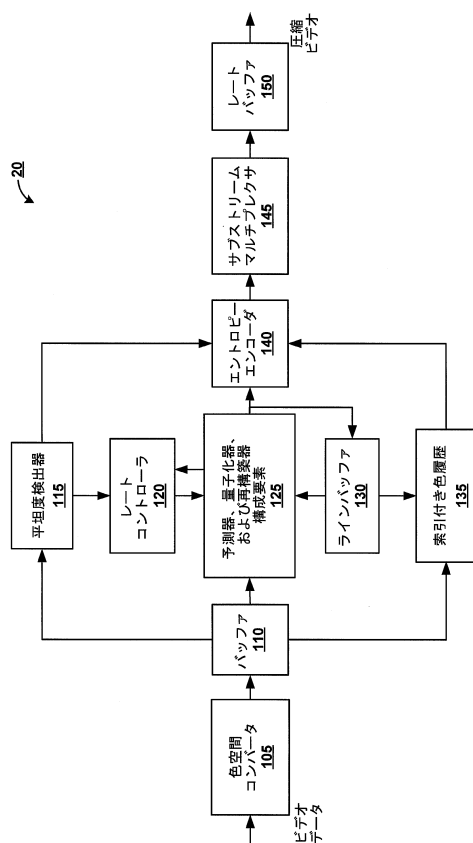 20
ビデオ
データ
色空間
コンバータ
105
バッファ
110
平坦度検出器
115
レート
コントローラ
120
予測器、量子化器、
および再構築器
構成要素
125
ラインバッファ
130
索引付き色履歴
135
エントロピー
エンコーダ
140
サブストリーム
マルチプレクサ
145
レート
バッファ
150
圧縮
ビデオ